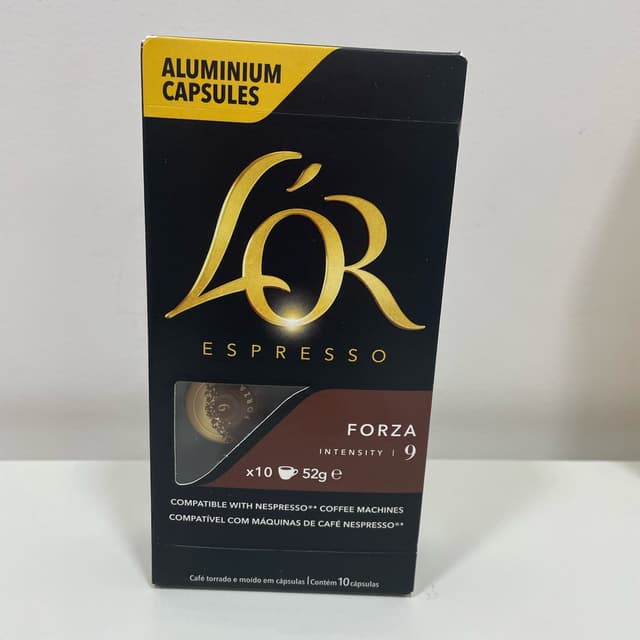 ALUMINIUM
CAPSULES
L'OR
ESPRESSO
FORZA
INTENSITY | 9
x10 52g ℮
COMPATIBLE WITH NESPRESSO®* COFFEE MACHINES
COMPATÍVEL COM MÁQUINAS DE CAFÉ NESPRESSO®*
Café torrado e moído em cápsulas | Contém 10 cápsulas